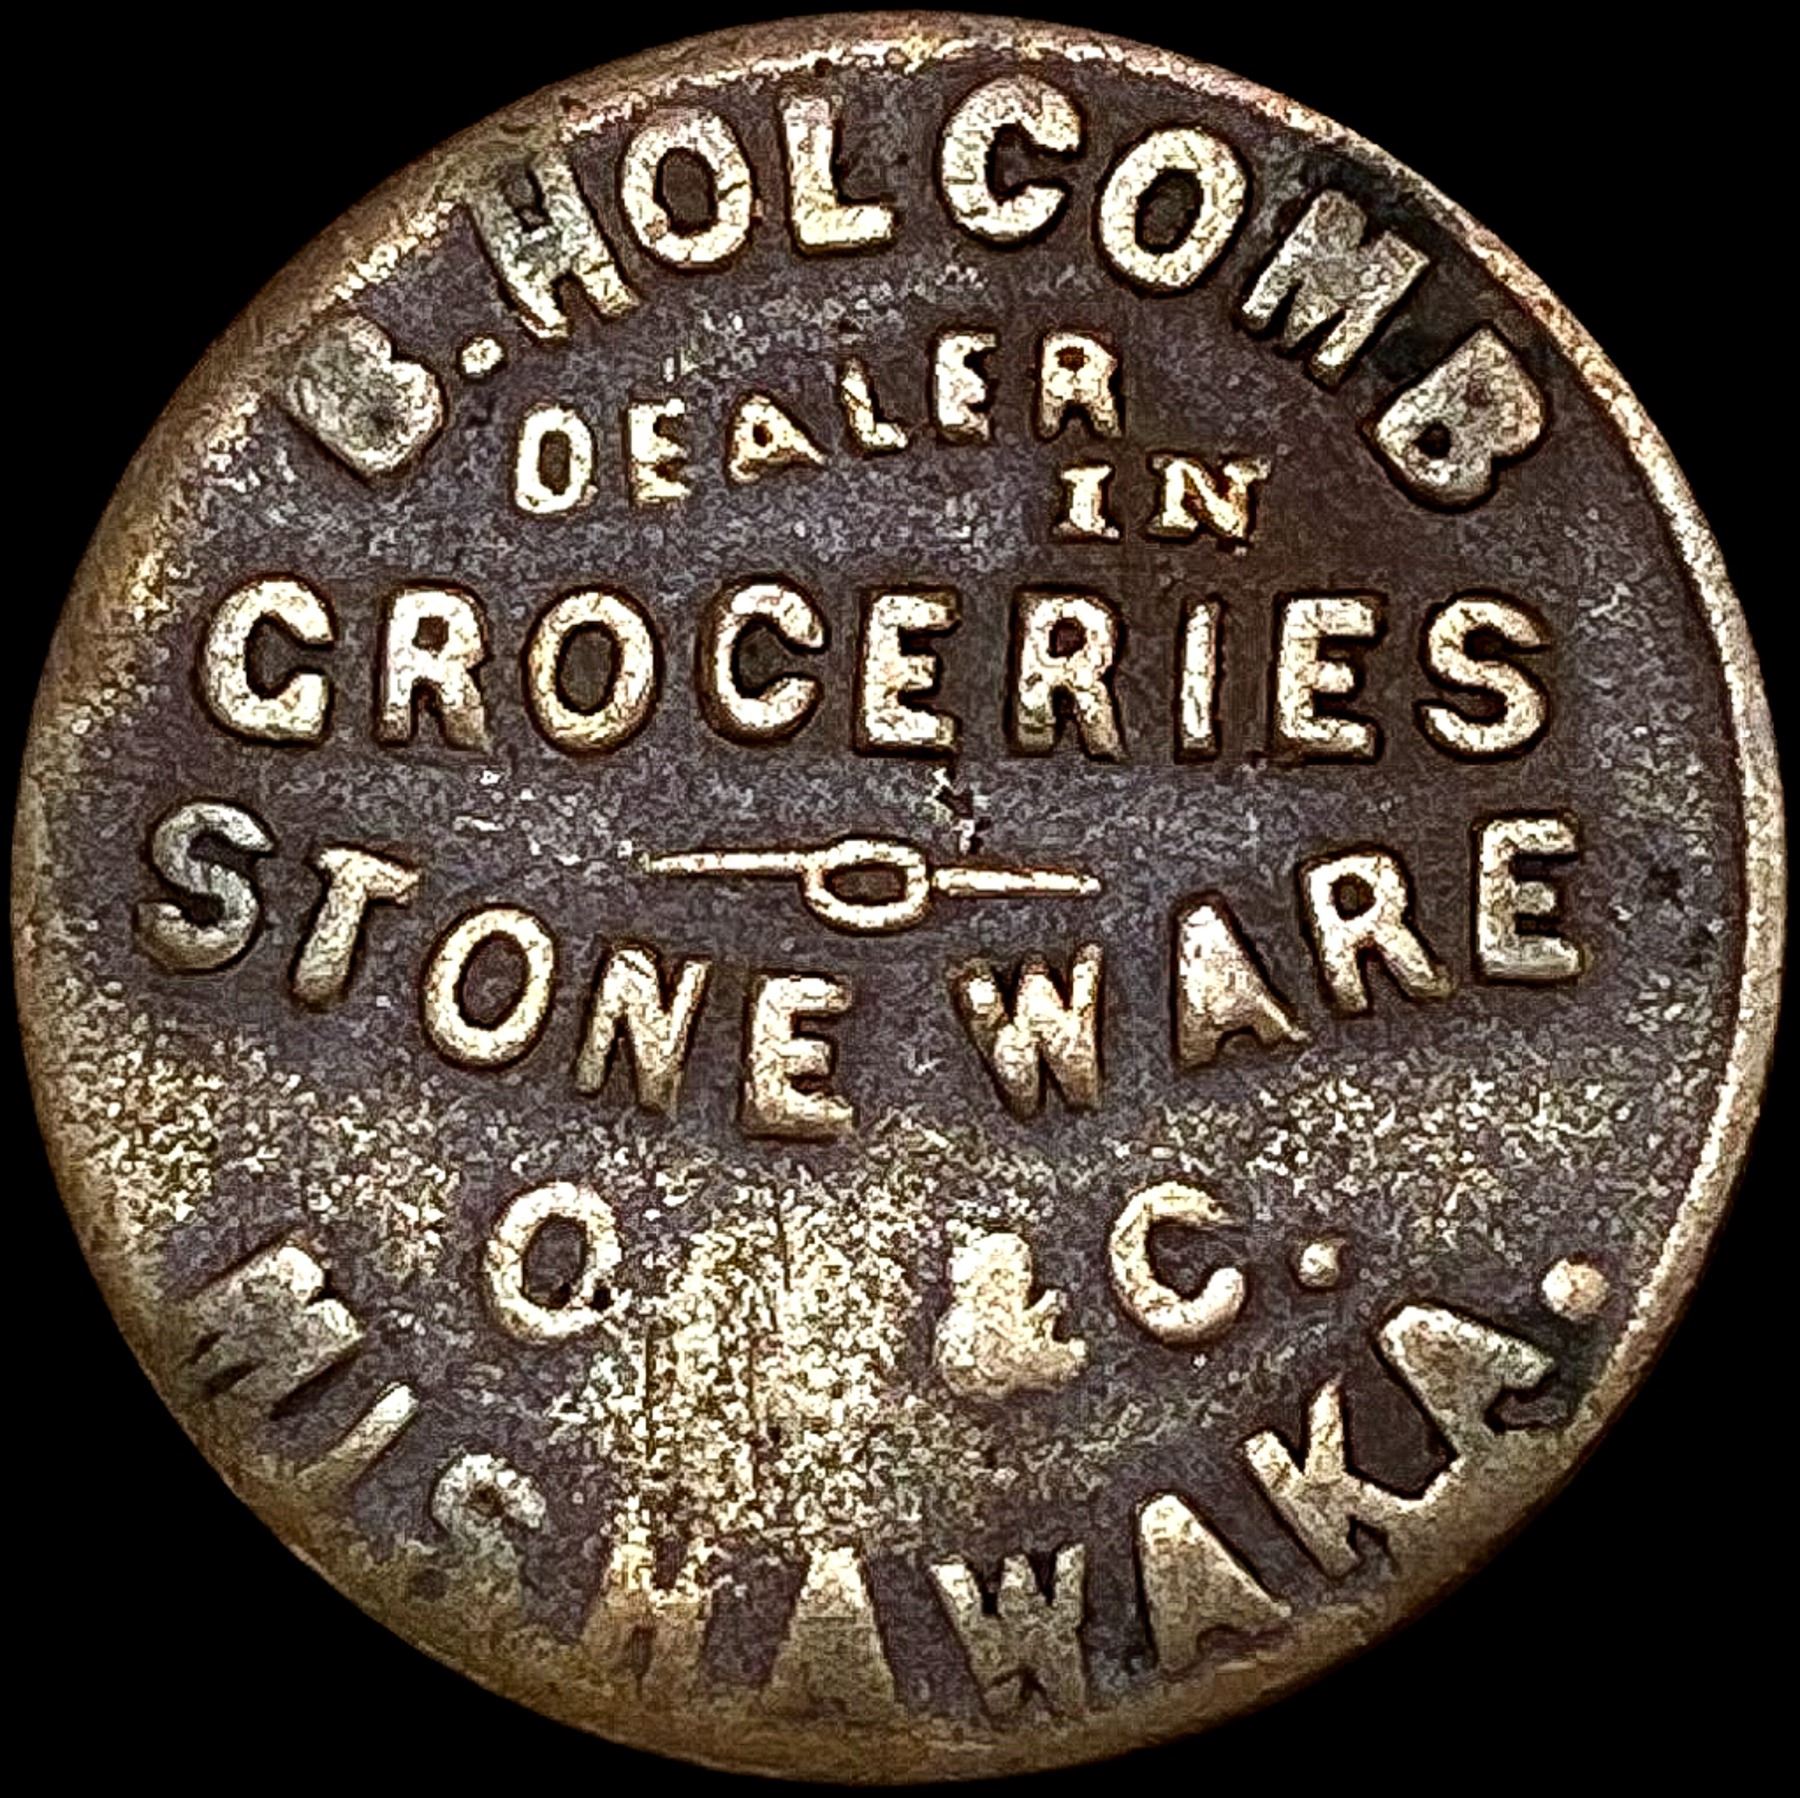 B. HOLCOMB
DEALER
IN
GROCERIES
STONE WARE
Q. & C.
MISHAWAKA.